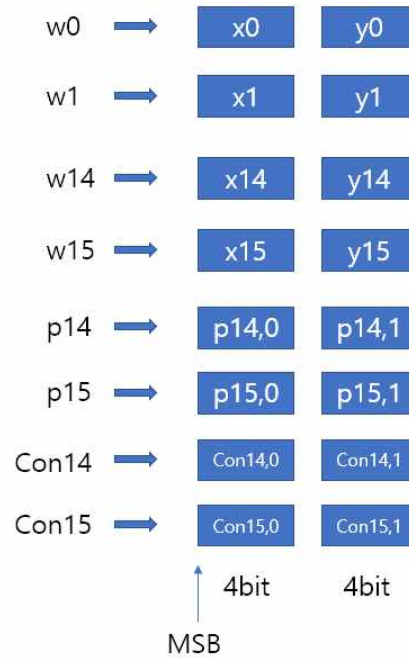 w0 x0 y0
w1 x1 y1
w14 x14 y14
w15 x15 y15
p14 p14,0 p14,1
p15 p15,0 p15,1
Con14 Con14,0 Con14,1
Con15 Con15,0 Con15,1
4bit 4bit
MSB